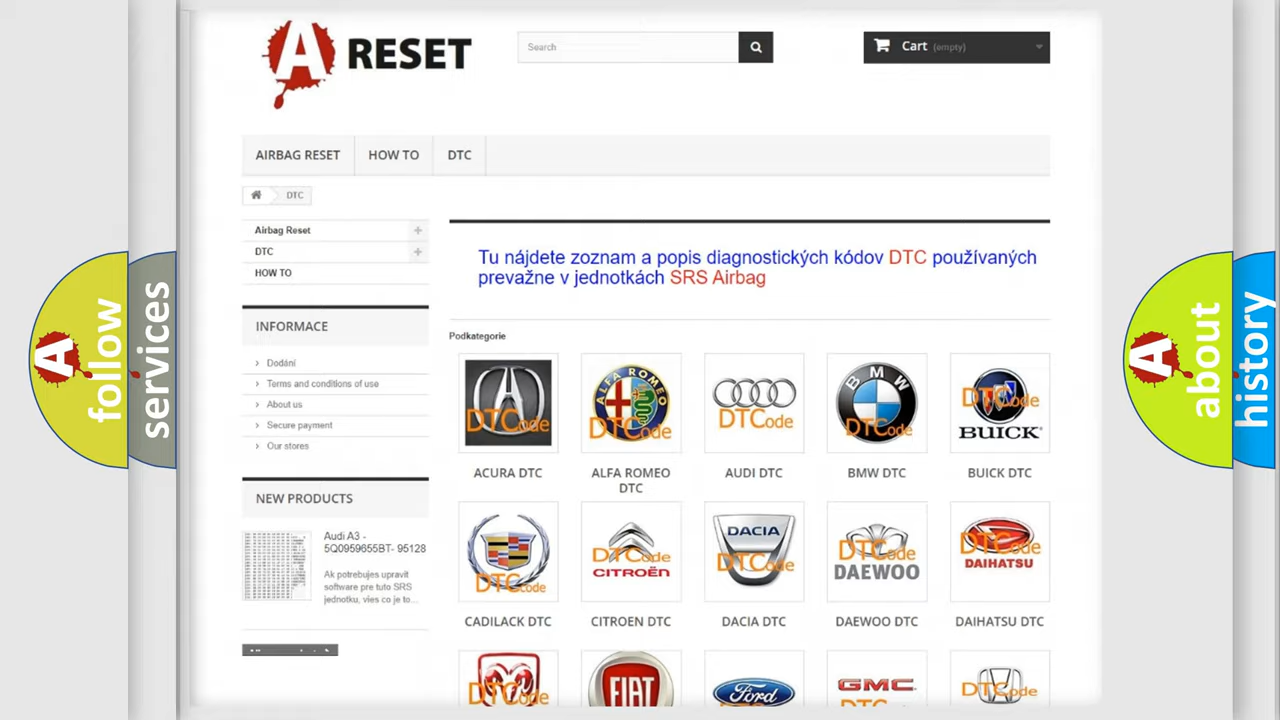 A RESET
Search
Cart (empty)
AIRBAG RESET
HOW TO
DTC
DTC
Airbag Reset
DTC
HOW TO
INFORMACE
Dodání
Terms and conditions of use
About us
Secure payment
Our stores
NEW PRODUCTS
Audi A3 -
5Q0959655BT- 95128
Ak potrebujes upravit
software pre tuto SRS
jednotku, vies co je to...
Tu nájdete zoznam a popis diagnostických kódov DTC používaných
prevažne v jednotkách SRS Airbag
Podkategorie
DTCode
ALFA ROMEO
DTCode
DTCode
BMW
DTCode
DTCode
BUICK
ACURA DTC
ALFA ROMEO
DTC
AUDI DTC
BMW DTC
BUICK DTC
DTCode
DTCode
CITROËN
DACIA
DTCode
DTCode
DAEWOO
DTCode
DAIHATSU
CADILACK DTC
CITROEN DTC
DACIA DTC
DAEWOO DTC
DAIHATSU DTC
DTCode
FIAT
Ford
GMC
DTCode
A
follow
services
A
about
history